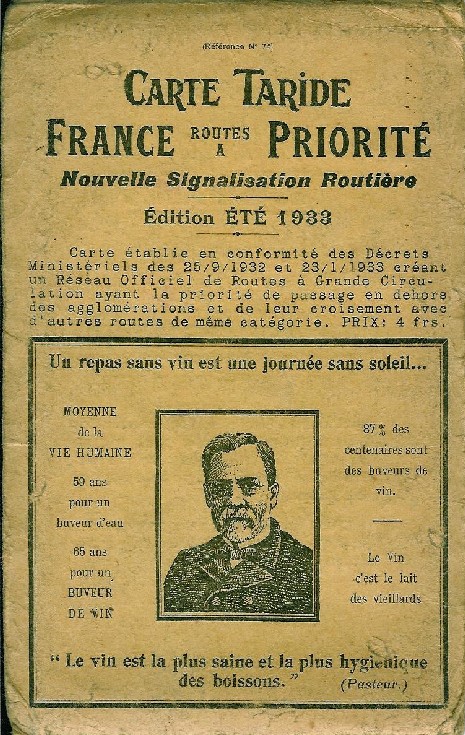 (Référence Nº 7
CARTE TARIDE
FRANCE ROUTES A PRIORITÉ
Nouvelle Signalisation Routière
Édition ÉTÉ 1933
Carte établie en conformité des Décrets
Ministériels des 25/9/1932 et 23/1/1933 créant
un Réseau Officiel de Routes à Grande Circu-
lation ayant la priorité de passage en dehors
des agglomérations et de leur croisement avec
d'autres routes de même catégorie. PRIX: 4 frs.
Un repas sans vin est une journée sans soleil...
MOYENNE
de la
VIE HUMAINE
59 ans
pour un
buveur d'eau
65 ans
pour un
BUVEUR
DE VIN
87 % des
centenaires sont
des buveurs de
vin.
Le vin
c'est le lait
des vieillards
“ Le vin est la plus saine et la plus hygiénique
des boissons. ” (Pasteur.)